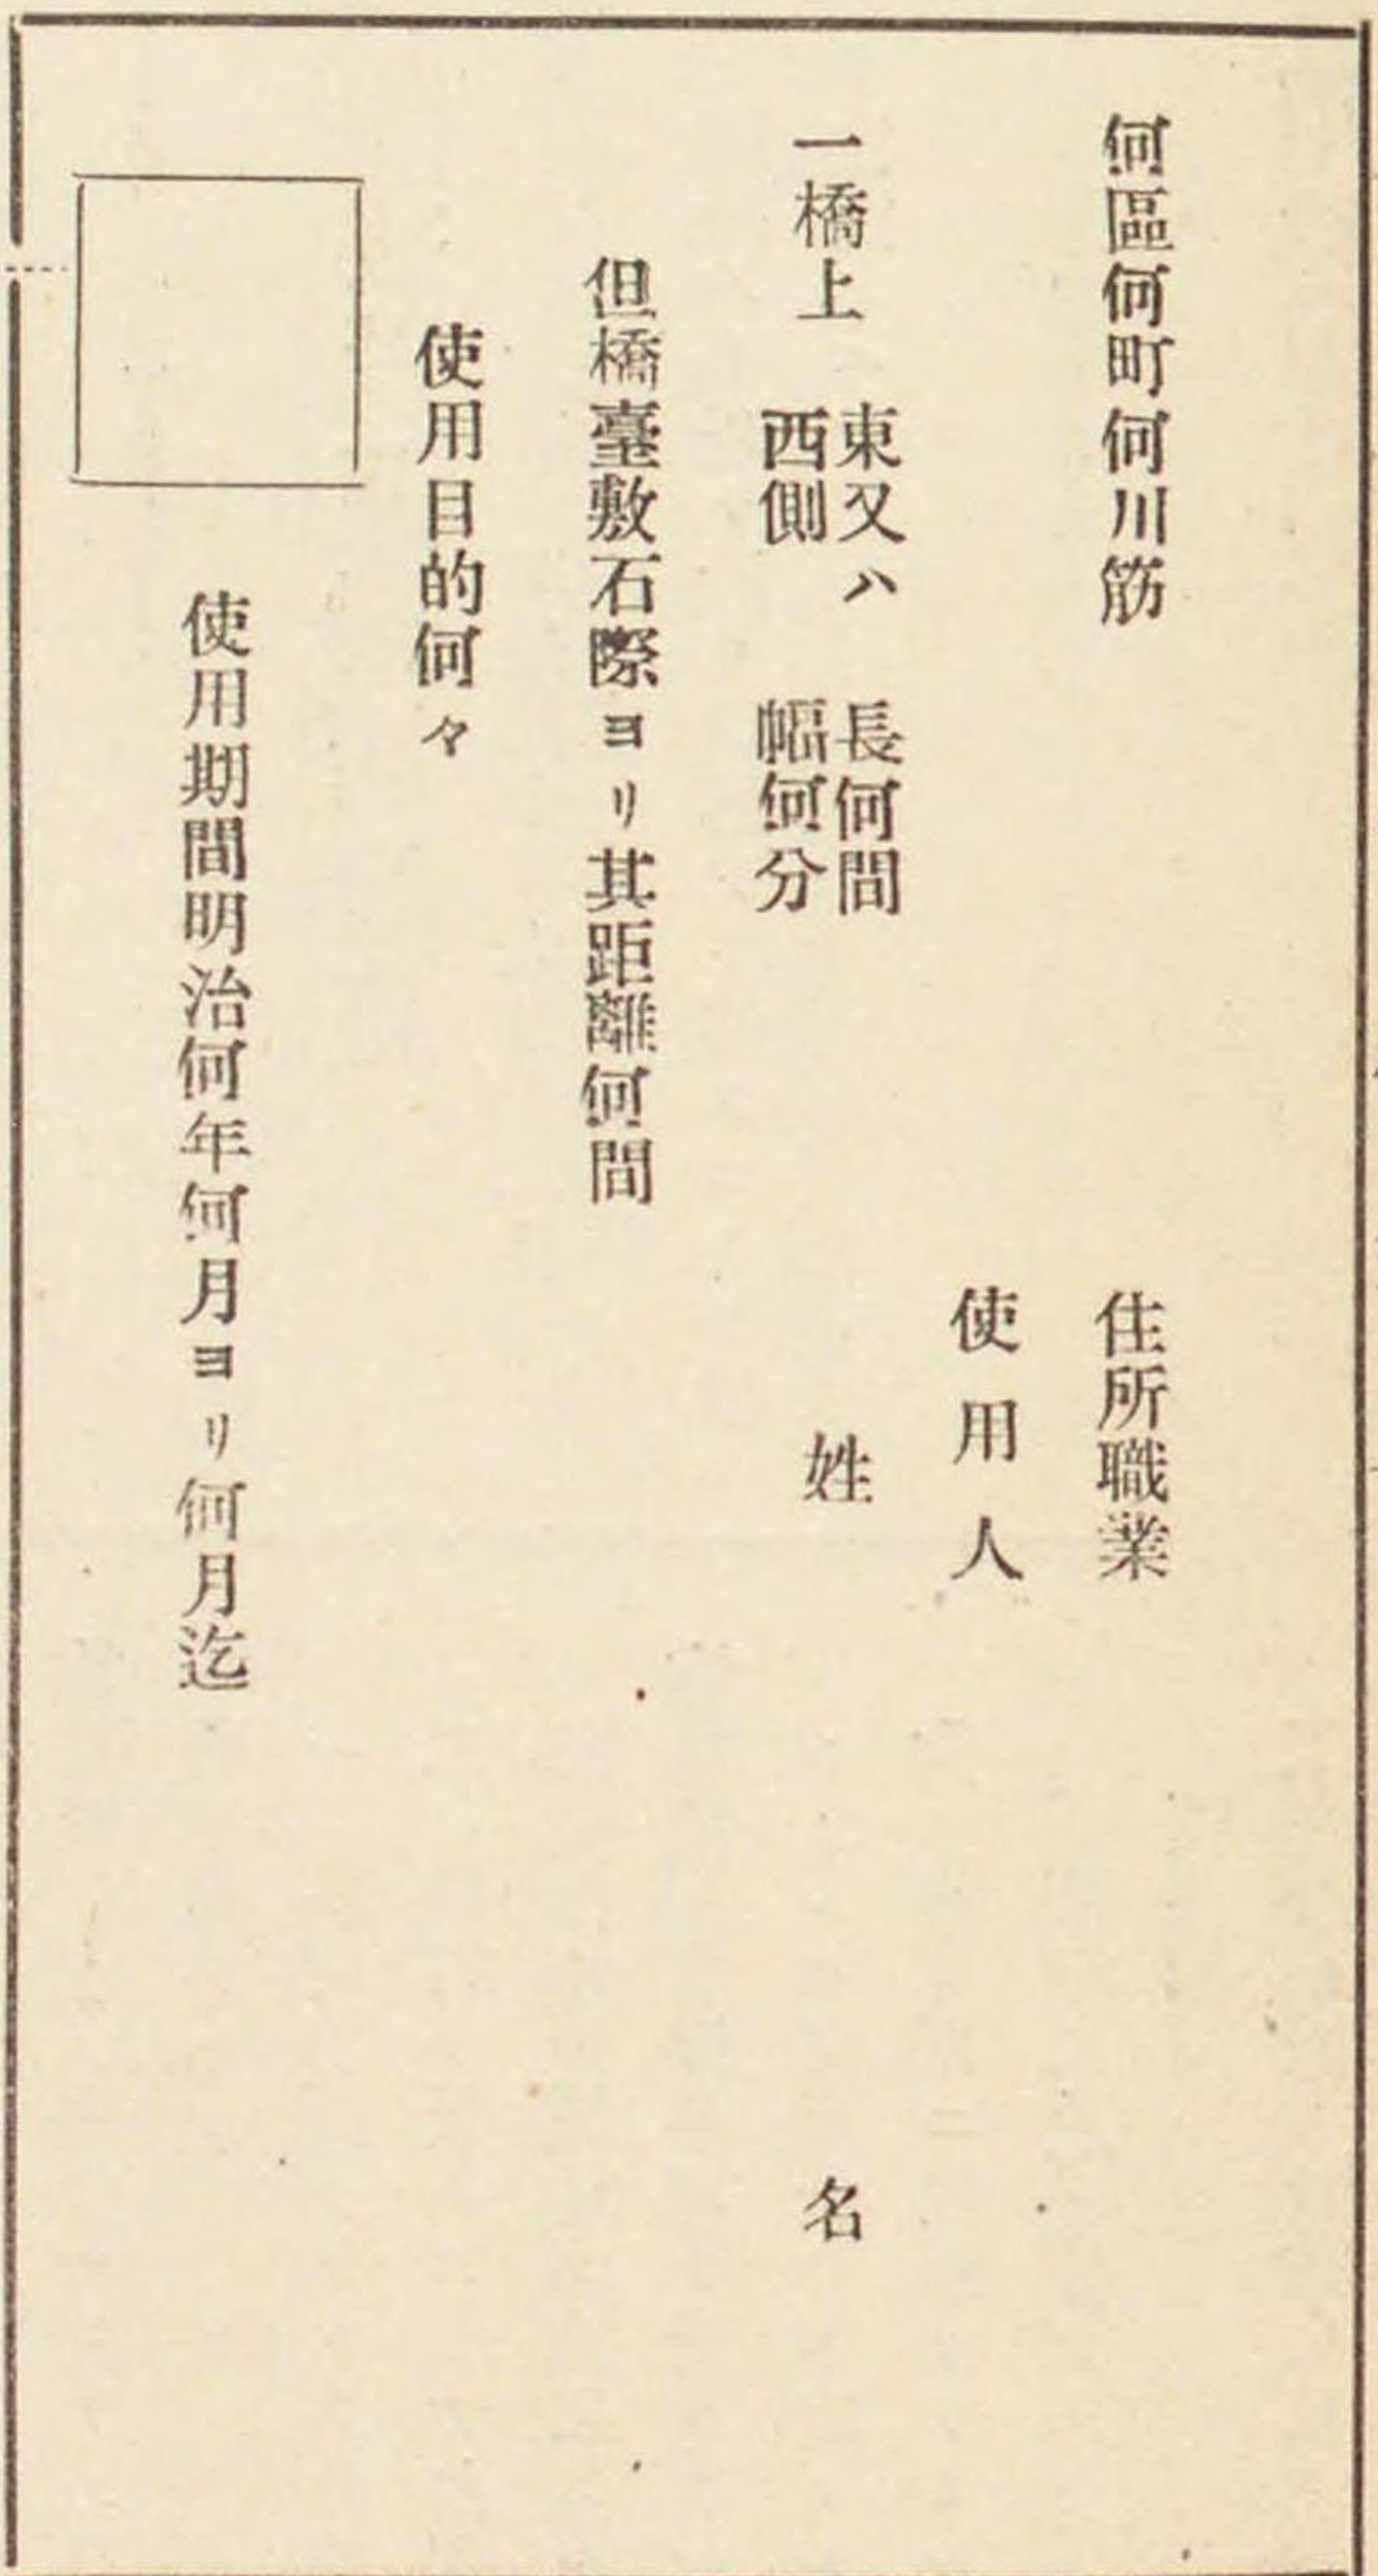 何區何町何川筋
住所職業
使用人
一橋上 東又ハ 長何間
西側 幅何分
姓名
但橋臺敷石際ヨリ其距離何間
使用目的何々
使用期間明治何年何月ヨリ何月迄